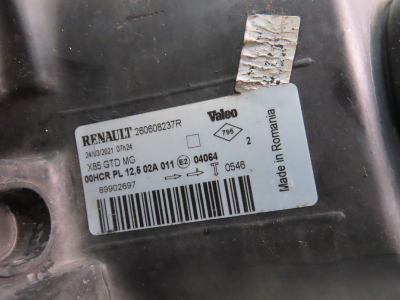 RENAULT 260608237R Valeo
24/03/2021 07h24 795
X85 GTD MG 2
00HCR PL 12.5 02A 011 E2 04064
89902697 T 0546
Made in Romania